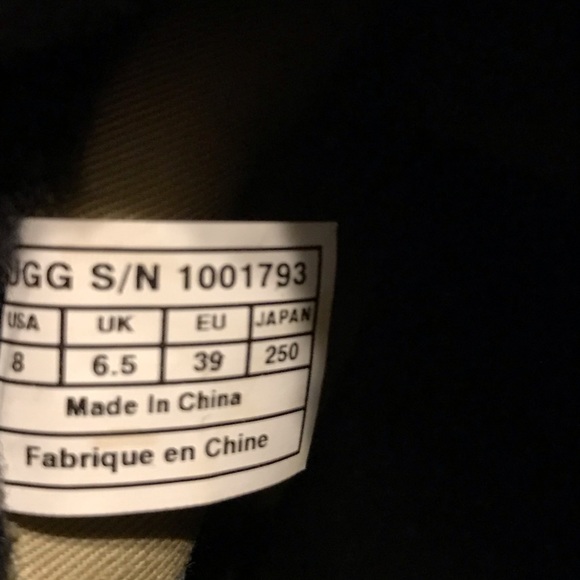 UGG S/N 1001793
USA UK EU JAPAN
8 6.5 39 250
Made In China
Fabrique en Chine